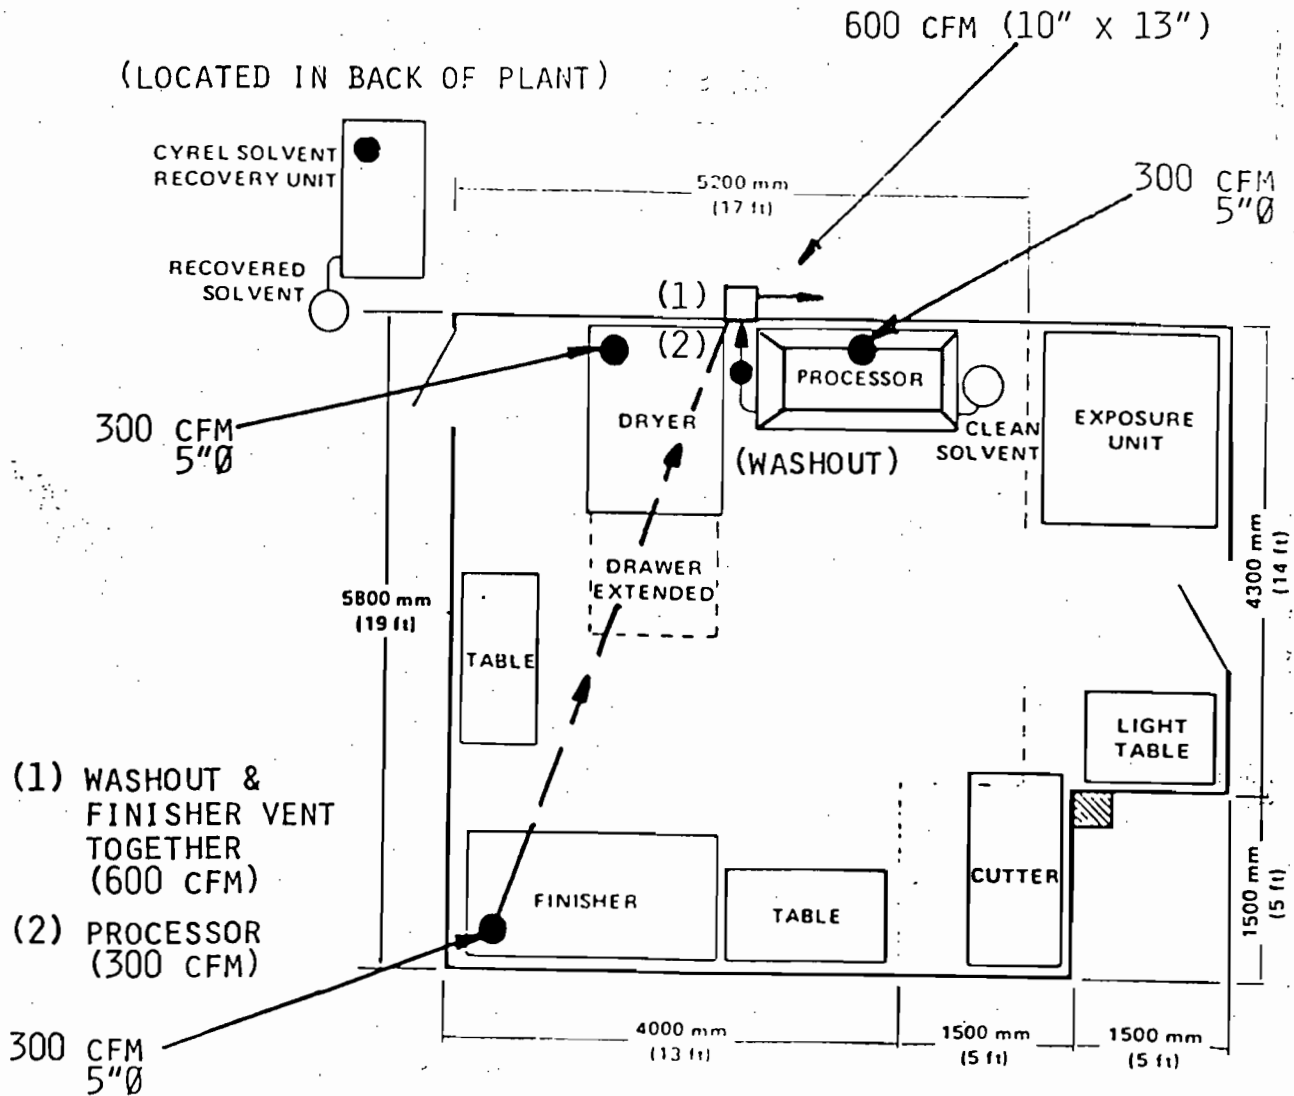 600 CFM (10" X 13")
(LOCATED IN BACK OF PLANT)
CYREL SOLVENT
RECOVERY UNIT
5200 mm
(17 ft)
300 CFM
5"Ø
RECOVERED
SOLVENT
(1)
(2)
PROCESSOR
DRYER
300 CFM
5"Ø
CLEAN
SOLVENT
EXPOSURE
UNIT
(WASHOUT)
DRAWER
EXTENDED
4300 mm
(14 ft)
5800 mm
(19 ft)
TABLE
LIGHT
TABLE
(1) WASHOUT &
FINISHER VENT
TOGETHER
(600 CFM)
FINISHER
TABLE
CUTTER
1500 mm
(5 ft)
(2) PROCESSOR
(300 CFM)
300 CFM
5"Ø
4000 mm
(13 ft)
1500 mm
(5 ft)
1500 mm
(5 ft)